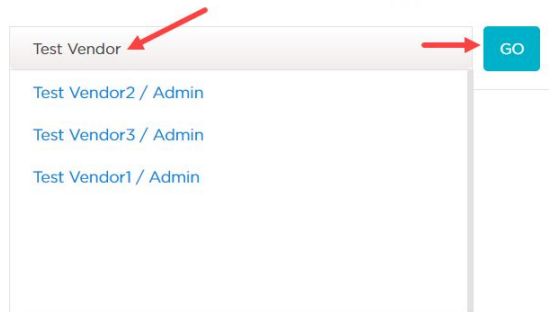 Test Vendor
GO
Test Vendor2 / Admin
Test Vendor3 / Admin
Test Vendor1 / Admin